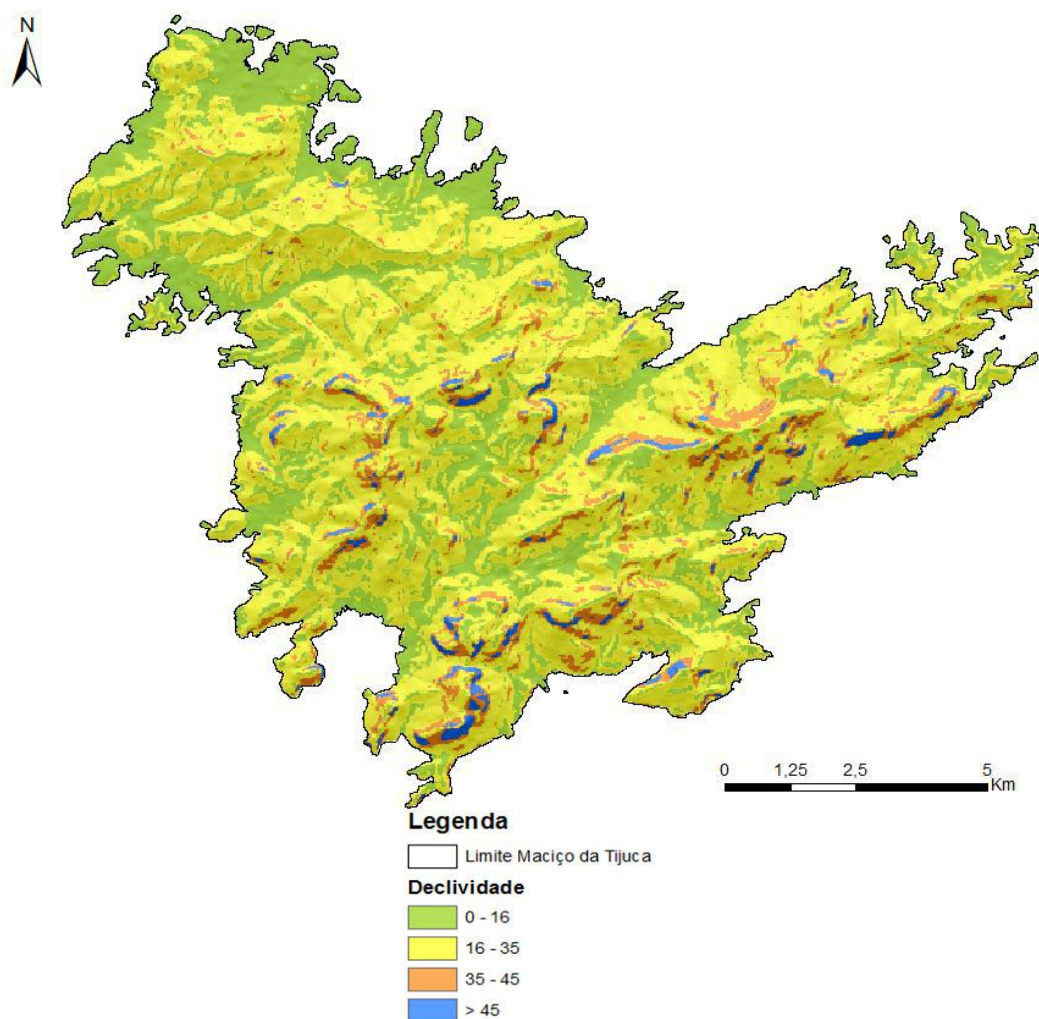 N
0 1,25 2,5 5
Km
Legenda
Limite Maciço da Tijuca
Declividade
0 - 16
16 - 35
35 - 45
> 45